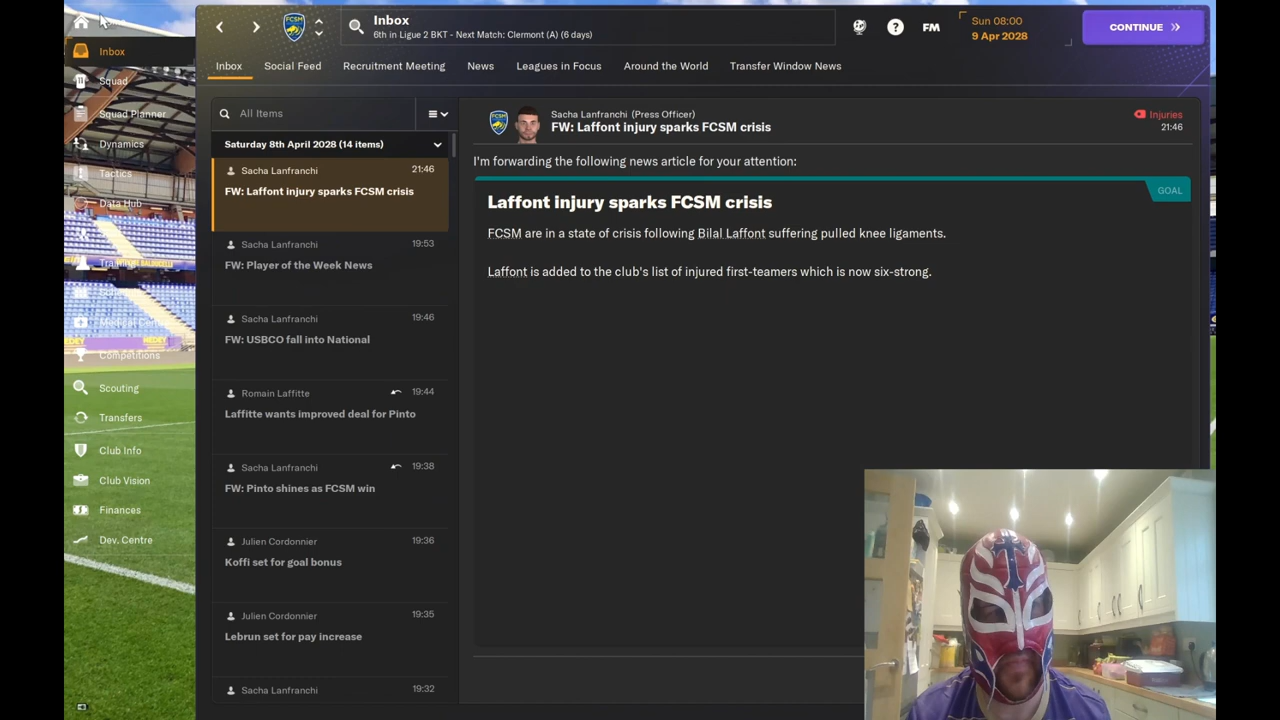 Inbox
6th in Ligue 2 BKT - Next Match: Clermont (A) (6 days)
FCSM
FM
Sun 08:00
9 Apr 2028
CONTINUE
Inbox
Social Feed
Recruitment Meeting
News
Leagues in Focus
Around the World
Transfer Window News
Inbox
Squad
Squad Planner
Dynamics
Tactics
Data Hub
Competitions
Scouting
Transfers
Club Info
Club Vision
Finances
Dev. Centre
All Items
Saturday 8th April 2028 (14 items)
Sacha Lanfranchi 21:46
FW: Laffont injury sparks FCSM crisis
Sacha Lanfranchi 19:53
FW: Player of the Week News
Sacha Lanfranchi 19:46
FW: USBCO fall into National
Romain Laffitte 19:44
Laffitte wants improved deal for Pinto
Sacha Lanfranchi 19:38
FW: Pinto shines as FCSM win
Julien Cordonnier 19:36
Koffi set for goal bonus
Julien Cordonnier 19:35
Lebrun set for pay increase
Sacha Lanfranchi 19:32
Sacha Lanfranchi (Press Officer)
FW: Laffont injury sparks FCSM crisis
Injuries
21:46
I'm forwarding the following news article for your attention:
GOAL
Laffont injury sparks FCSM crisis
FCSM are in a state of crisis following Bilal Laffont suffering pulled knee ligaments.
Laffont is added to the club's list of injured first-teamers which is now six-strong.